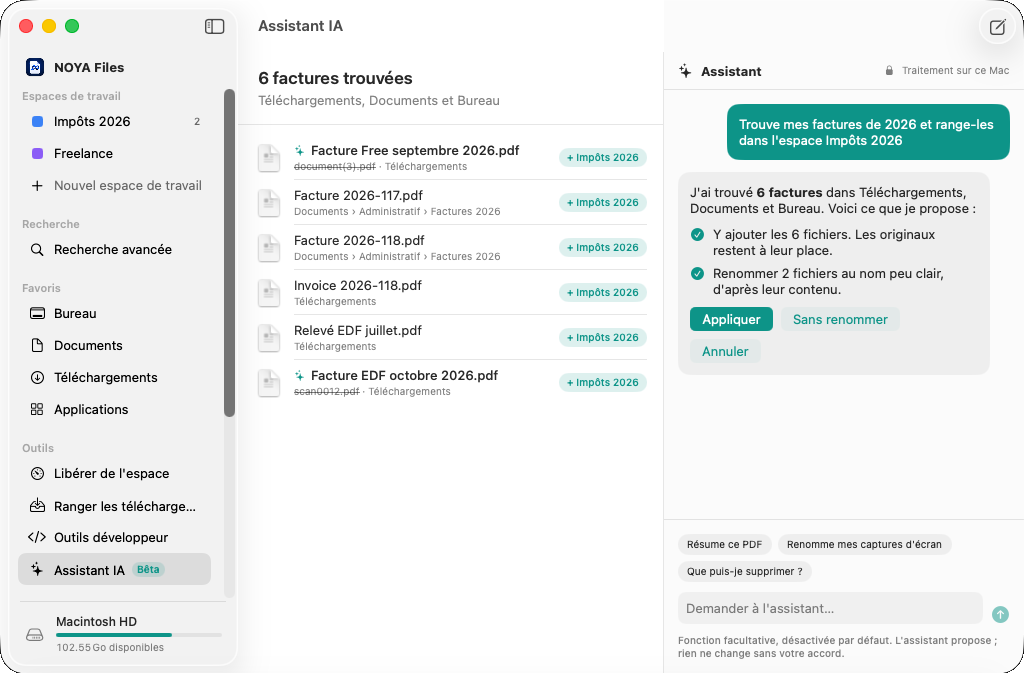 NOYA Files
Espaces de travail
Impôts 2026 2
Freelance
Nouvel espace de travail
Recherche
Recherche avancée
Favoris
Bureau
Documents
Téléchargements
Applications
Outils
Libérer de l'espace
Ranger les télécharge...
Outils développeur
Assistant IA Bêta
Macintosh HD
102.55 Go disponibles
Assistant IA
6 factures trouvées
Téléchargements, Documents et Bureau
Facture Free septembre 2026.pdf
document(3).pdf · Téléchargements
+ Impôts 2026
Facture 2026-117.pdf
Documents › Administratif › Factures 2026
+ Impôts 2026
Facture 2026-118.pdf
Documents › Administratif › Factures 2026
+ Impôts 2026
Invoice 2026-118.pdf
Téléchargements
+ Impôts 2026
Relevé EDF juillet.pdf
Téléchargements
+ Impôts 2026
Facture EDF octobre 2026.pdf
scan0012.pdf · Téléchargements
+ Impôts 2026
Assistant
Traitement sur ce Mac
Trouve mes factures de 2026 et range-les
dans l'espace Impôts 2026
J'ai trouvé 6 factures dans Téléchargements,
Documents et Bureau. Voici ce que je propose :
Y ajouter les 6 fichiers. Les originaux
restent à leur place.
Renommer 2 fichiers au nom peu clair,
d'après leur contenu.
Appliquer
Sans renommer
Annuler
Résume ce PDF
Renomme mes captures d'écran
Que puis-je supprimer ?
Demander à l'assistant...
Fonction facultative, désactivée par défaut. L'assistant propose ;
rien ne change sans votre accord.